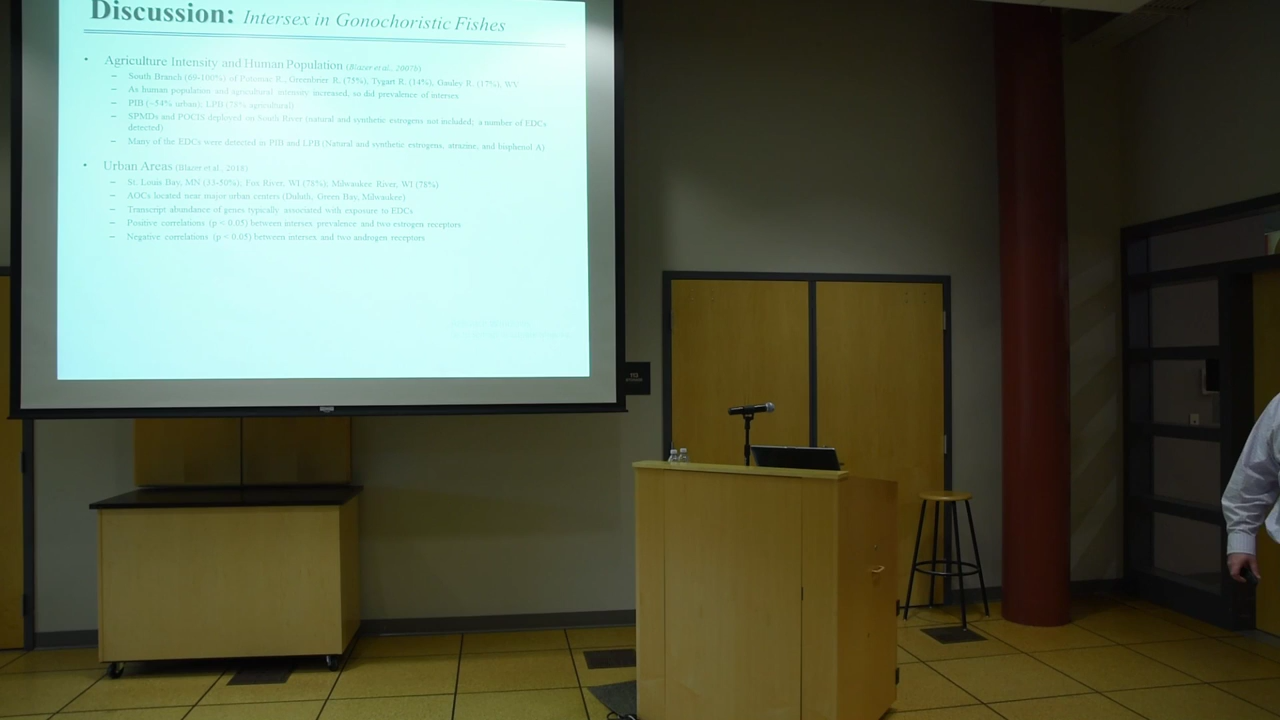 Discussion: Intersex in Gonochoristic Fishes
• Agriculture Intensity and Human Population (Blazer et al., 2007b)
– South Branch (69-100%) of Potomac R., Greenbrier R. (75%), Tygart R. (14%), Gauley R. (17%), WV
– As human population and agricultural intensity increased, so did prevalence of intersex
– PIB (~54% urban); LPB (78% agricultural)
– SPMDs and POCIS deployed on South River (natural and synthetic estrogens not included; a number of EDCs
detected)
– Many of the EDCs were detected in PIB and LPB (Natural and synthetic estrogens, atrazine, and bisphenol A)
• Urban Areas (Blazer et al., 2018)
– St. Louis Bay, MN (33-50%), Fox River, WI (78%), Milwaukee River, WI (78%)
– AOCs located near major urban centers (Duluth, Green Bay, Milwaukee)
– Transcript abundance of genes typically associated with exposure to EDCs
– Positive correlations (p < 0.05) between intersex prevalence and two estrogen receptors
– Negative correlations (p < 0.05) between intersex and two androgen receptors